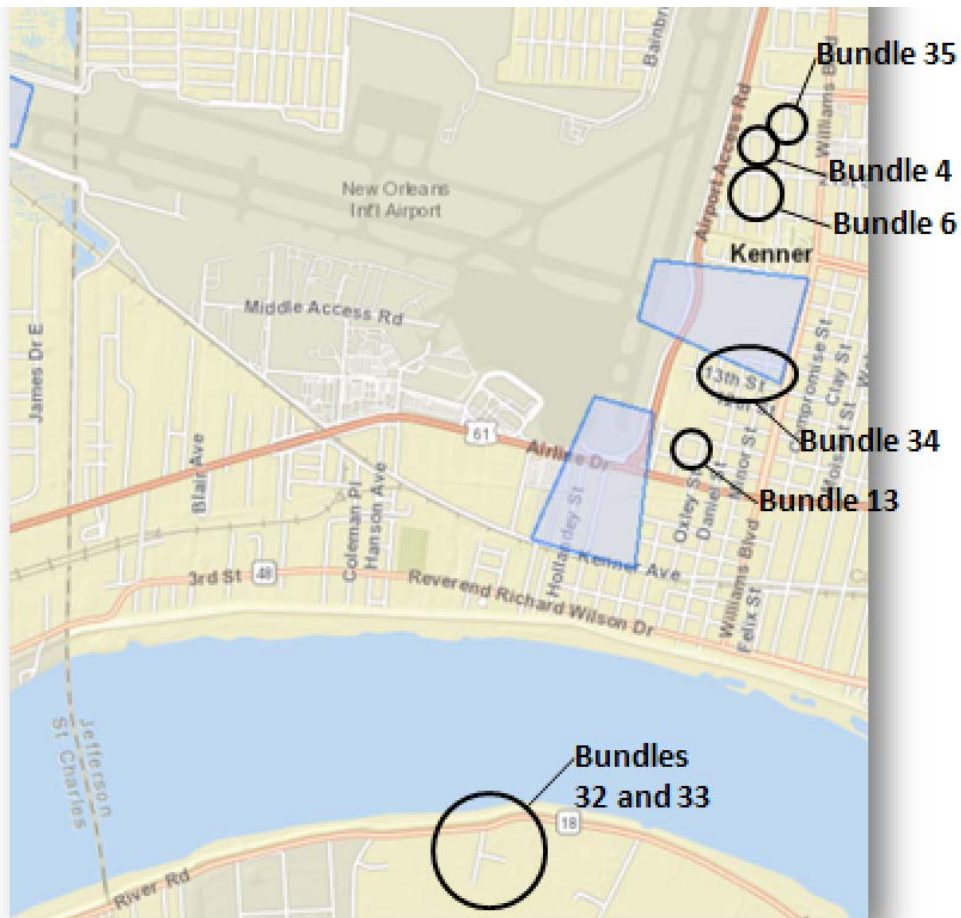 Bundle 35
Williams Blvd
Airport Access Rd
Bundle 4
New Orleans
Int'l Airport
Bundle 6
Kenner
Middle Access Rd
James Dr E
13th St
Clay St
Bundle 34
61
Airline Dr
Minor St
Blair Ave
Coleman Pl
Hanson Ave
Oxley St
Daniel St
Bundle 13
Hollandey St
Kenner Ave
3rd St
48
Reverend Richard Wilson Dr
Williams Blvd
Felix St
Jefferson
St. Charles
Bundles
32 and 33
18
River Rd